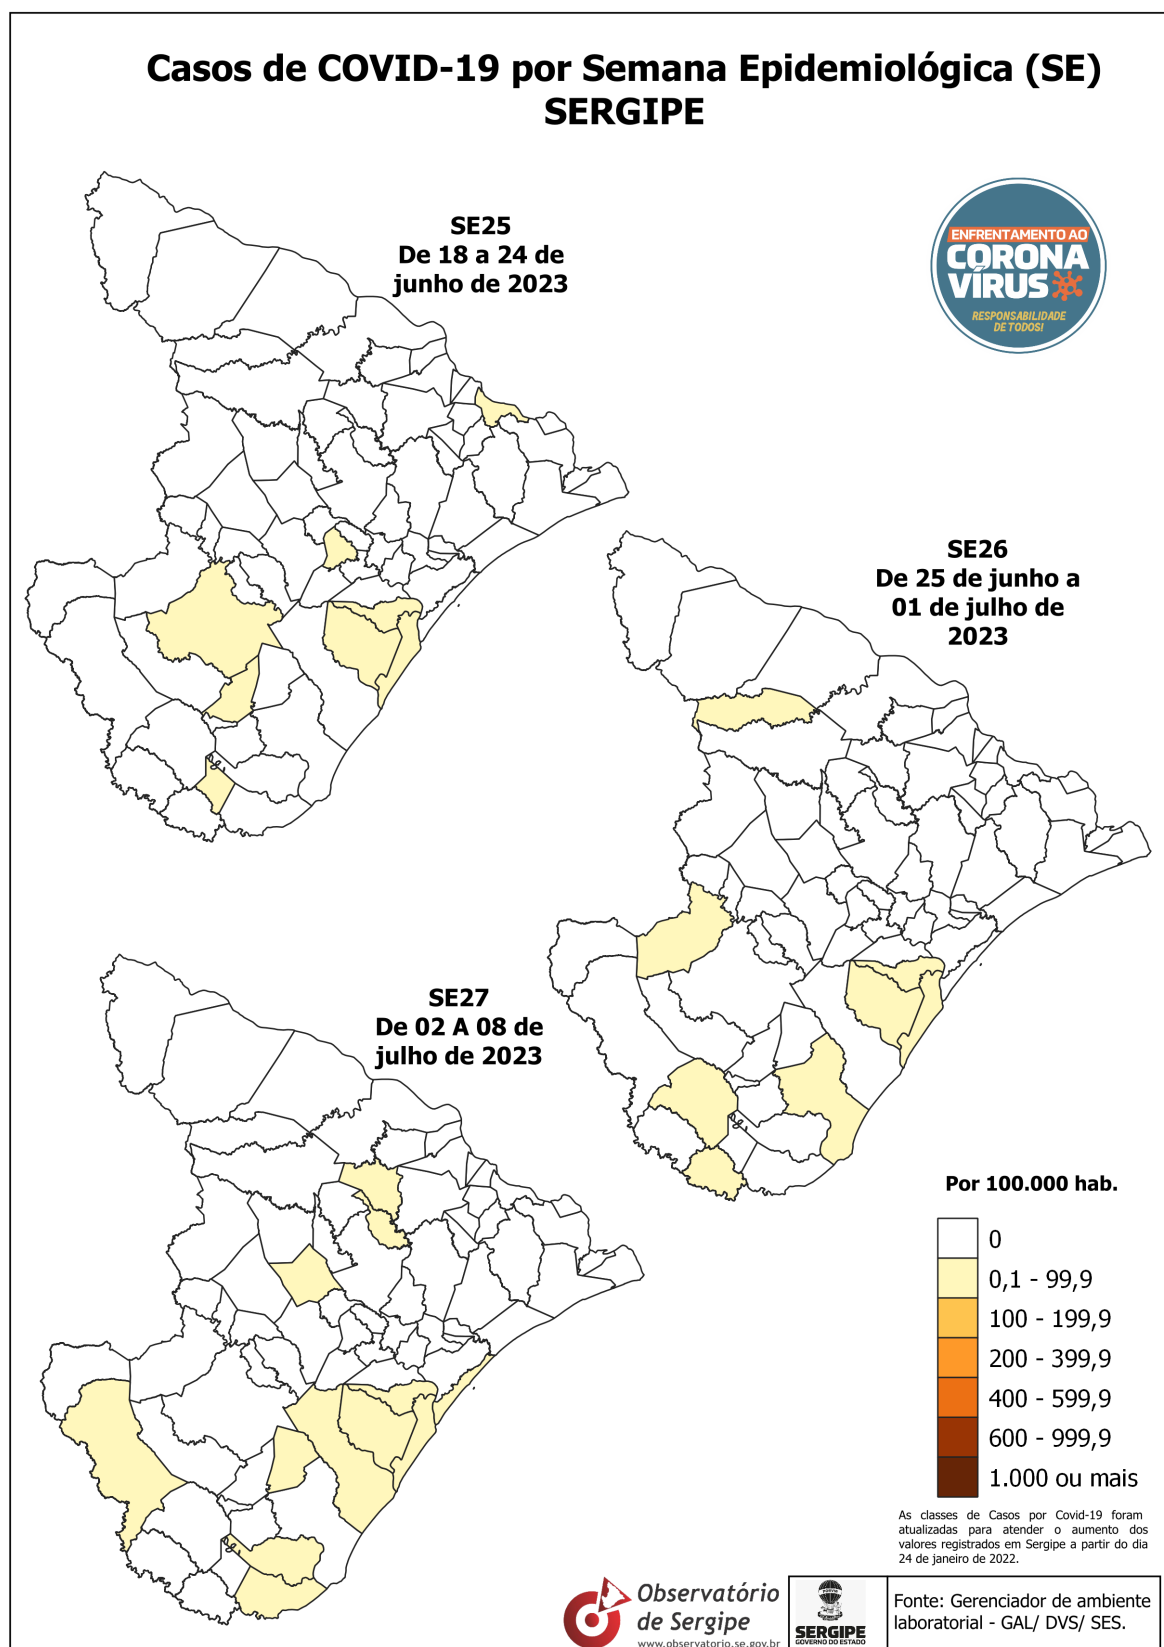 Casos de COVID-19 por Semana Epidemiológica (SE)
SERGIPE
SE25
De 18 a 24 de
junho de 2023
ENFRENTAMENTO AO
CORONA
VÍRUS
RESPONSABILIDADE
DE TODOS!
SE26
De 25 de junho a
01 de julho de
2023
SE27
De 02 A 08 de
julho de 2023
Por 100.000 hab.
0
0,1 - 99,9
100 - 199,9
200 - 399,9
400 - 599,9
600 - 999,9
1.000 ou mais
As classes de Casos por Covid-19 foram
atualizadas para atender o aumento dos
valores registrados em Sergipe a partir do dia
24 de janeiro de 2022.
Observatório
de Sergipe
www.observatorio.se.gov.br
SERGIPE
GOVERNO DO ESTADO
Fonte: Gerenciador de ambiente
laboratorial - GAL/ DVS/ SES.